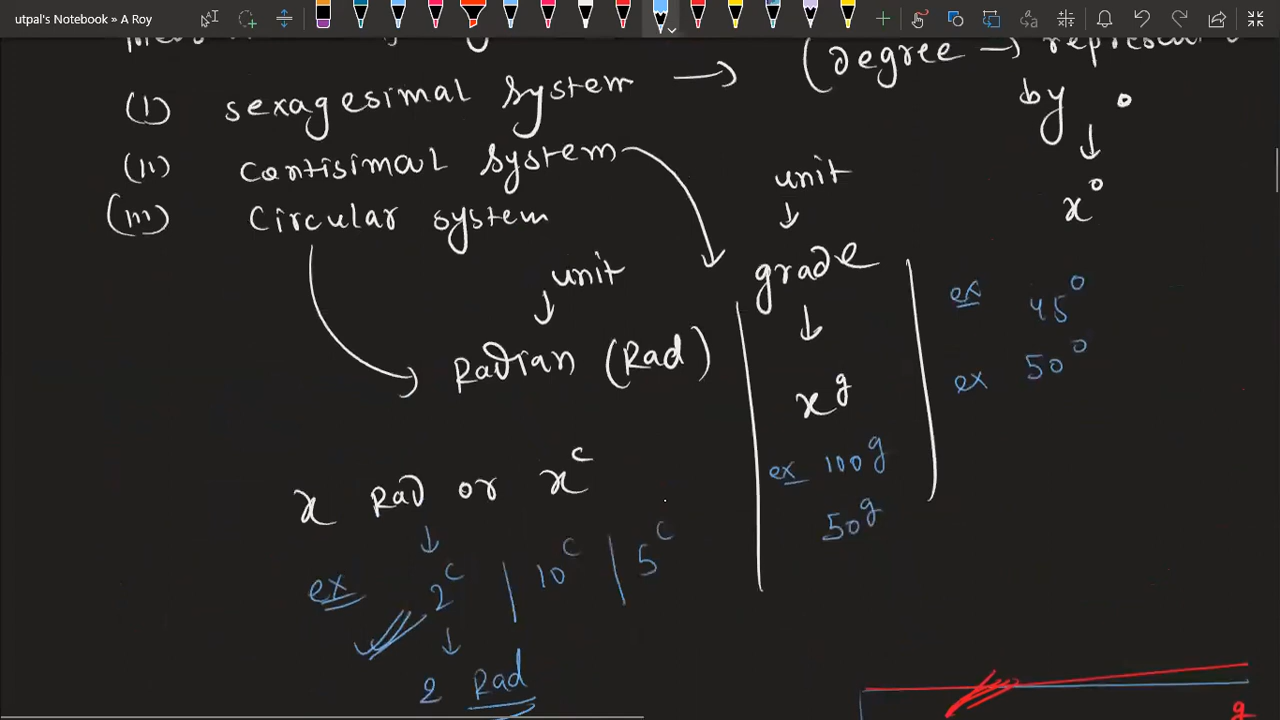 utpal's Notebook » A Roy
(I) sexagesimal system → (degree → represent
by o
↓
x°
(II) centisimal system
unit
↓
grade
↓
x^g
ex 100^g
50^g
(III) Circular system
unit
↓
Radian (Rad)
ex 45°
ex 50°
x Rad or x^c
↓
ex 2^c | 10^c | 5^c
↓
2 Rad
g